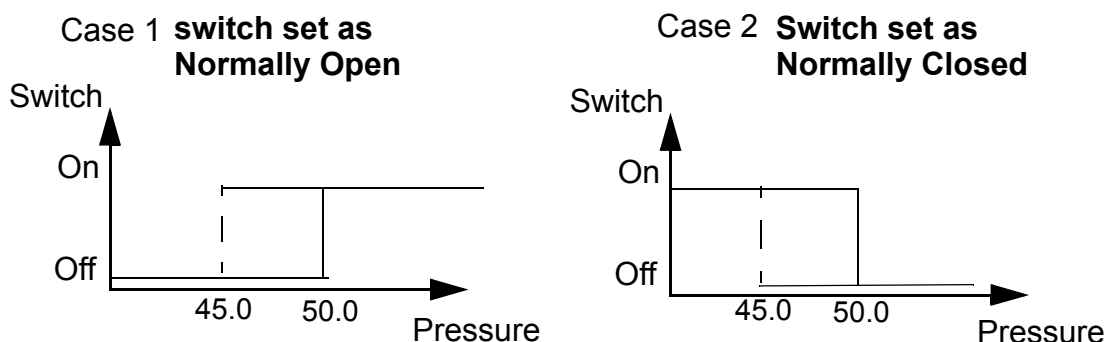 Case 1 switch set as
Normally Open
Switch
On
Off
45.0 50.0
Pressure
Case 2 Switch set as
Normally Closed
Switch
On
Off
45.0 50.0
Pressure